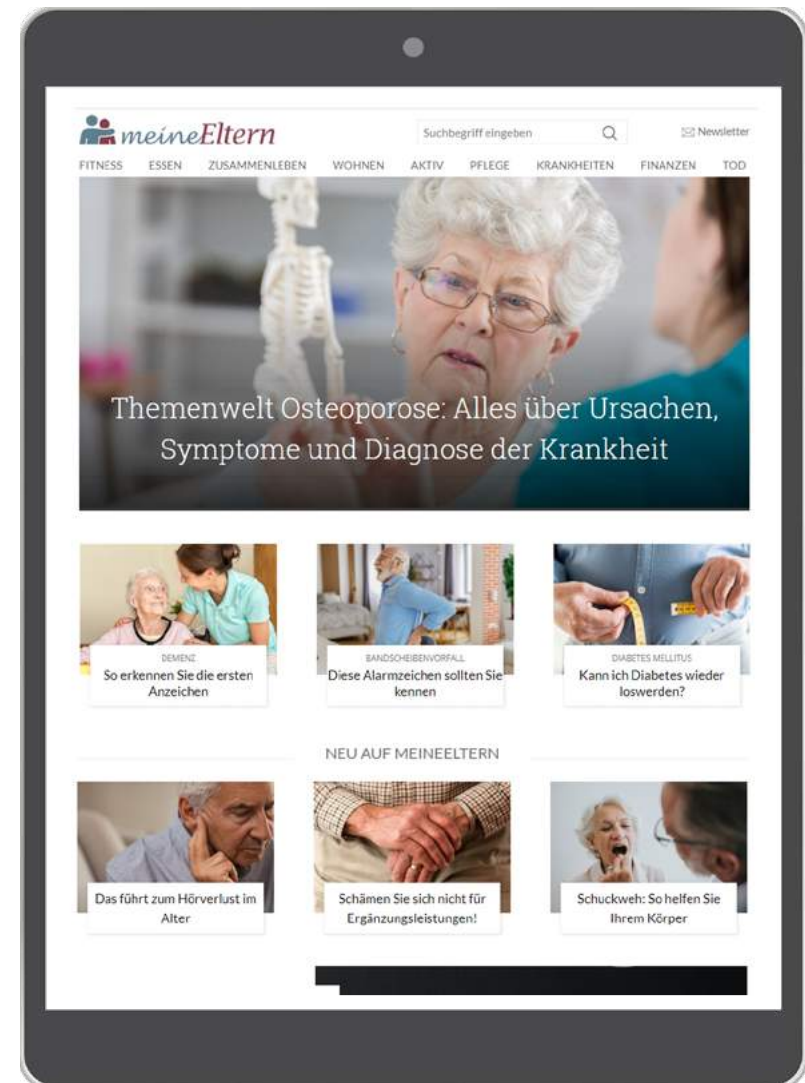 meineEltern
Suchbegriff eingeben
Newsletter
FITNESS ESSEN ZUSAMMENLEBEN WOHNEN AKTIV PFLEGE KRANKHEITEN FINANZEN TOD
Themenwelt Osteoporose: Alles über Ursachen,
Symptome und Diagnose der Krankheit
DEMENZ
So erkennen Sie die ersten
Anzeichen
BANDSCHEIBENVORFALL
Diese Alarmzeichen sollten Sie
kennen
DIABETES MELLITUS
Kann ich Diabetes wieder
loswerden?
NEU AUF MEINEELTERN
Das führt zum Hörverlust im
Alter
Schämen Sie sich nicht für
Ergänzungsleistungen!
Schuckweh: So helfen Sie
Ihrem Körper